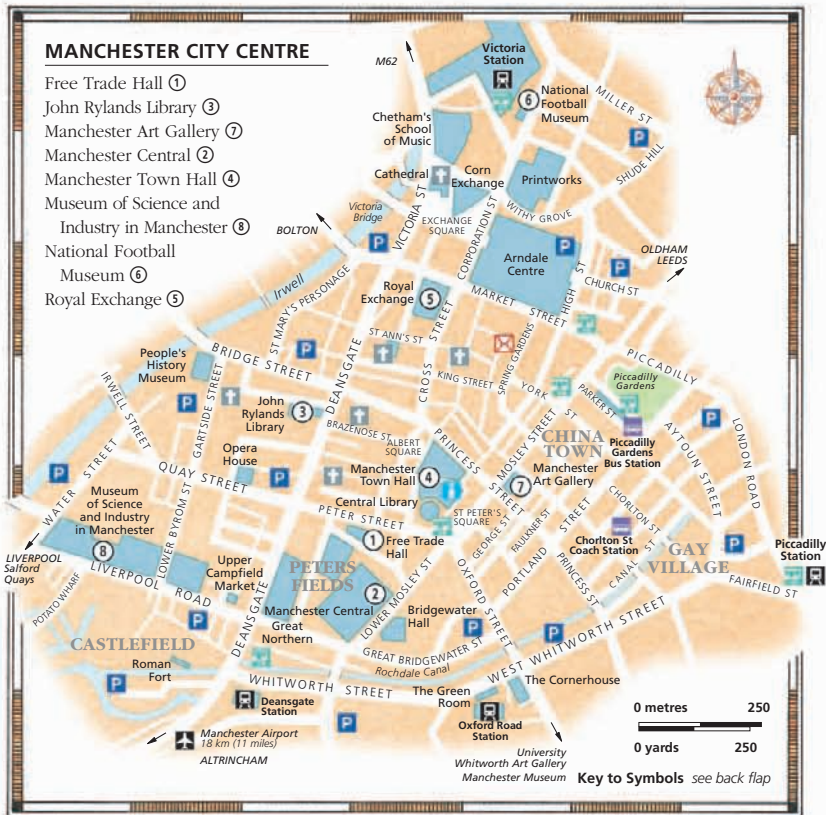 MANCHESTER CITY CENTRE
Free Trade Hall ①
John Rylands Library ③
Manchester Art Gallery ⑦
Manchester Central ②
Manchester Town Hall ④
Museum of Science and
Industry in Manchester ⑧
National Football
Museum ⑥
Royal Exchange ⑤
M62
Victoria
Station
⑥
National
Football
Museum
MILLER ST
P
SHUDE HILL
Chetham's
School
of Music
Cathedral
Corn
Exchange
Printworks
WITHY GROVE
Victoria
Bridge
VICTORIA ST
EXCHANGE
SQUARE
CORPORATION ST
BOLTON
P
Irwell
Arndale
Centre
P
P
OLDHAM
LEEDS
CHURCH ST
HIGH ST
Royal
Exchange
⑤
MARKET STREET
ST MARY'S PERSONAGE
ST ANN'S ST
DEANSGATE
CROSS STREET
SPRING GARDENS
KING STREET
YORK ST
PICCADILLY
Piccadilly
Gardens
PARKER ST
People's
History
Museum
BRIDGE STREET
P
IRWELL STREET
P
GARTSIDE STREET
John
Rylands
Library
③
BRAZENOSE ST
ALBERT
SQUARE
PRINCESS STREET
S MOSLEY STREET
CHINA
TOWN
Piccadilly
Gardens
Bus Station
P
AYTOUN STREET
LONDON ROAD
Opera
House
P
Manchester
Town Hall
④
Manchester
Art Gallery
⑦
WATER STREET
P
QUAY STREET
Central Library
i
ST PETER'S
SQUARE
Museum
of Science
and Industry
in Manchester
⑧
LOWER BYROM ST
PETER STREET
① Free Trade
Hall
GEORGE ST
FAULKNER ST
PORTLAND STREET
CHORLTON ST
Chorlton St
Coach Station
CANAL ST
GAY
VILLAGE
P
Piccadilly
Station
FAIRFIELD ST
LIVERPOOL
Salford
Quays
LIVERPOOL ROAD
POTATO WHARF
Upper
Campfield
Market
PETERS
FIELDS
②
Manchester Central
LOWER MOSLEY ST
OXFORD STREET
PRINCESS ST
Great
Northern
Bridgewater
Hall
P
P
P
CASTLEFIELD
DEANSGATE
GREAT BRIDGEWATER ST
Rochdale Canal
WEST WHITWORTH STREET
Roman
Fort
P
WHITWORTH STREET
The Green
Room
The Cornerhouse
Deansgate
Station
P
Oxford Road
Station
Manchester Airport
18 km (11 miles)
ALTRINCHAM
University
Whitworth Art Gallery
Manchester Museum
0 metres 250
0 yards 250
Key to Symbols see back flap